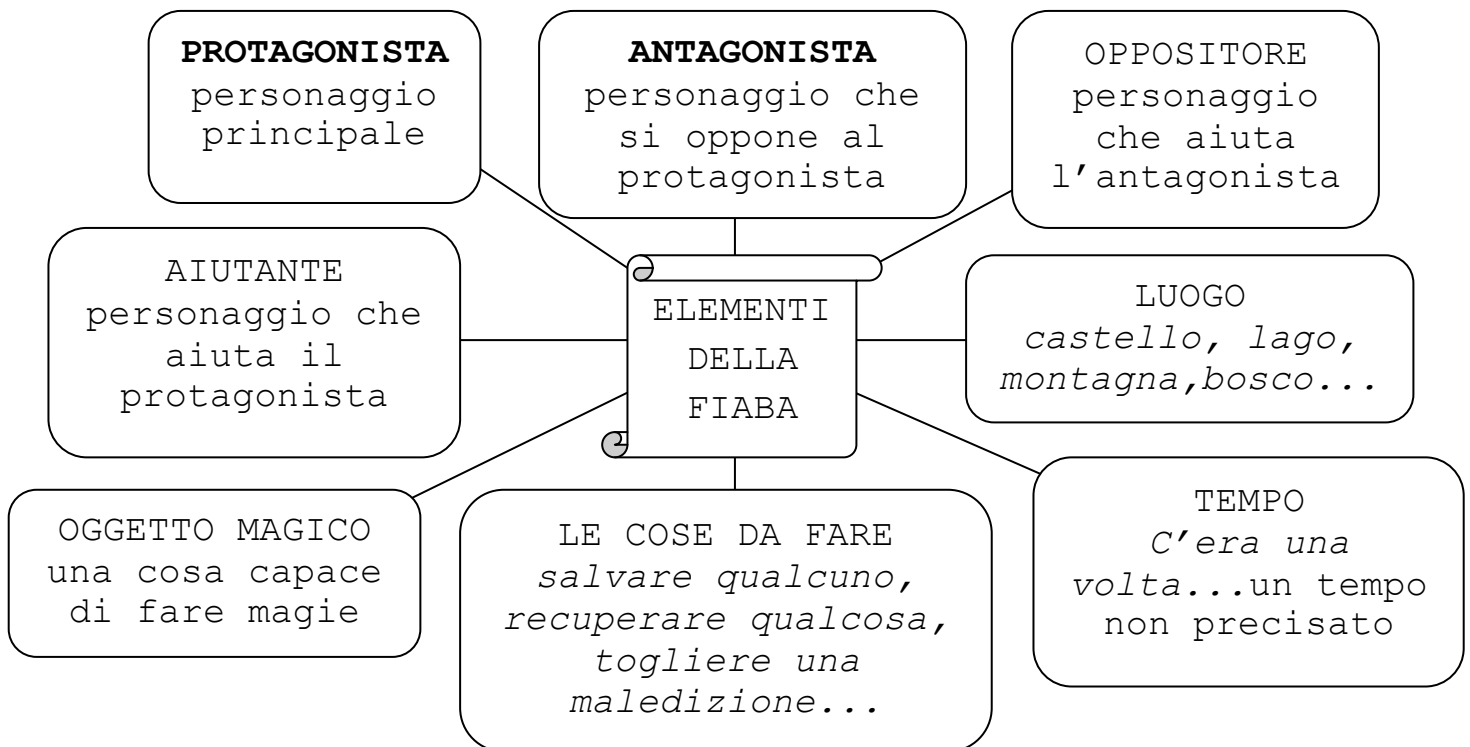 PROTAGONISTA
personaggio
principale
ANTAGONISTA
personaggio che
si oppone al
protagonista
OPPOSITORE
personaggio
che aiuta
l'antagonista
AIUTANTE
personaggio che
aiuta il
protagonista
ELEMENTI
DELLA
FIABA
LUOGO
castello, lago,
montagna,bosco...
OGGETTO MAGICO
una cosa capace
di fare magie
LE COSE DA FARE
salvare qualcuno,
recuperare qualcosa,
togliere una
maledizione...
TEMPO
C'era una
volta...un tempo
non precisato